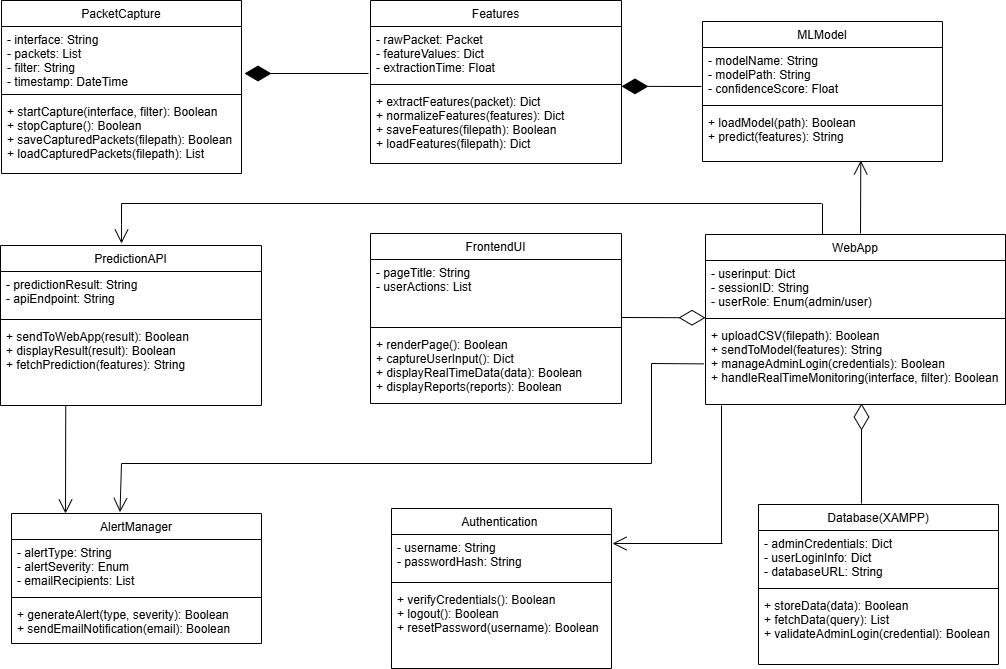 PacketCapture
- interface: String
- packets: List
- filter: String
- timestamp: DateTime
+ startCapture(interface, filter): Boolean
+ stopCapture(): Boolean
+ saveCapturedPackets(filepath): Boolean
+ loadCapturedPackets(filepath): List
Features
- rawPacket: Packet
- featureValues: Dict
- extractionTime: Float
+ extractFeatures(packet): Dict
+ normalizeFeatures(features): Dict
+ saveFeatures(filepath): Boolean
+ loadFeatures(filepath): Dict
MLModel
- modelName: String
- modelPath: String
- confidenceScore: Float
+ loadModel(path): Boolean
+ predict(features): String
PredictionAPI
- predictionResult: String
- apiEndpoint: String
+ sendToWebApp(result): Boolean
+ displayResult(result): Boolean
+ fetchPrediction(features): String
FrontendUI
- pageTitle: String
- userActions: List
+ renderPage(): Boolean
+ captureUserInput(): Dict
+ displayRealTimeData(data): Boolean
+ displayReports(reports): Boolean
WebApp
- userinput: Dict
- sessionID: String
- userRole: Enum(admin/user)
+ uploadCSV(filepath): Boolean
+ sendToModel(features): String
+ manageAdminLogin(credentials): Boolean
+ handleRealTimeMonitoring(interface, filter): Boolean
AlertManager
- alertType: String
- alertSeverity: Enum
- emailRecipients: List
+ generateAlert(type, severity): Boolean
+ sendEmailNotification(email): Boolean
Authentication
- username: String
- passwordHash: String
+ verifyCredentials(): Boolean
+ logout(): Boolean
+ resetPassword(username): Boolean
Database(XAMPP)
- adminCredentials: Dict
- userLoginInfo: Dict
- databaseURL: String
+ storeData(data): Boolean
+ fetchData(query): List
+ validateAdminLogin(credential): Boolean